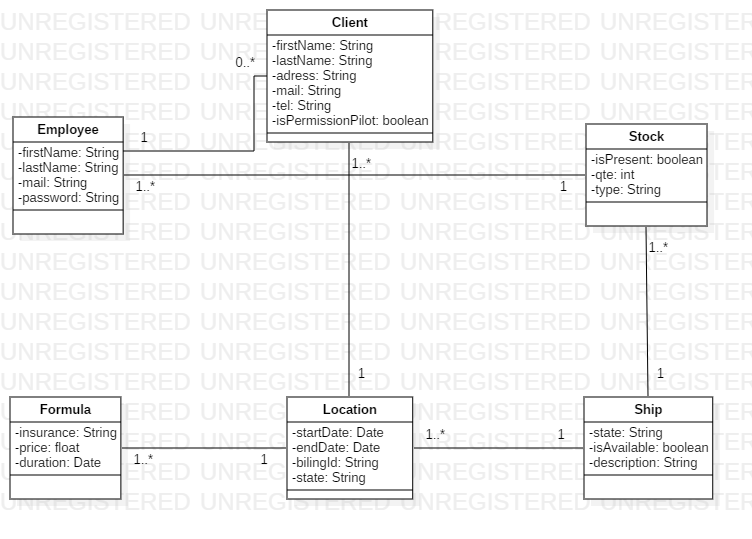 Client
-firstName: String
-lastName: String
-adress: String
-mail: String
-tel: String
-isPermissionPilot: boolean
0..*
1
Employee
-firstName: String
-lastName: String
-mail: String
-password: String
1..*
1..*
1
Stock
-isPresent: boolean
-qte: int
-type: String
1..*
1
1
Formula
-insurance: String
-price: float
-duration: Date
1..*
1
Location
-startDate: Date
-endDate: Date
-bilingId: String
-state: String
1..*
1
Ship
-state: String
-isAvailable: boolean
-description: String
UNREGISTERED UNREGISTERED UNREGISTERED UNREGISTERED